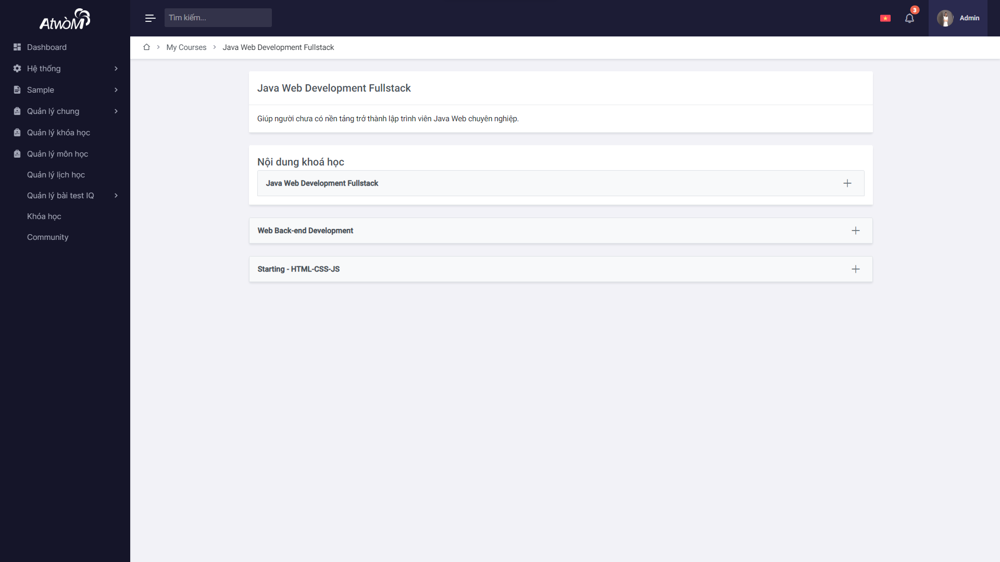 AtwòM
Dashboard
Hệ thống
Sample
Quản lý chung
Quản lý khóa học
Quản lý môn học
Quản lý lịch học
Quản lý bài test IQ
Khóa học
Community
Tìm kiếm...
3
Admin
My Courses
Java Web Development Fullstack
Java Web Development Fullstack
Giúp người chưa có nền tảng trở thành lập trình viên Java Web chuyên nghiệp.
Nội dung khoá học
Java Web Development Fullstack
Web Back-end Development
Starting - HTML-CSS-JS